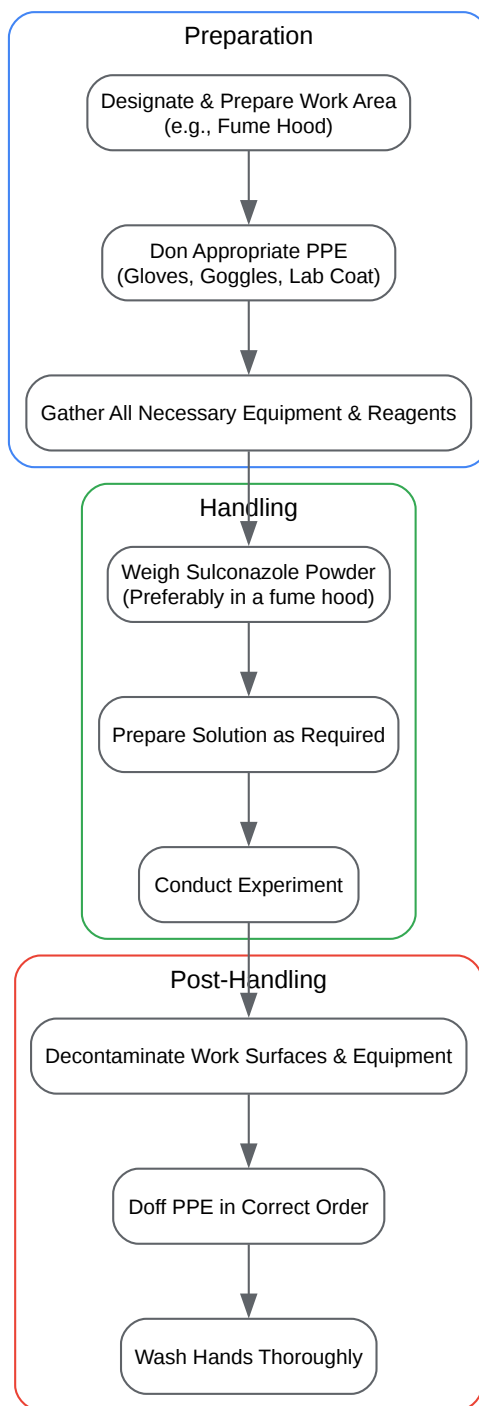 Preparation
Designate & Prepare Work Area
(e.g., Fume Hood)
Don Appropriate PPE
(Gloves, Goggles, Lab Coat)
Gather All Necessary Equipment & Reagents
Handling
Weigh Sulconazole Powder
(Preferably in a fume hood)
Prepare Solution as Required
Conduct Experiment
Post-Handling
Decontaminate Work Surfaces & Equipment
Doff PPE in Correct Order
Wash Hands Thoroughly